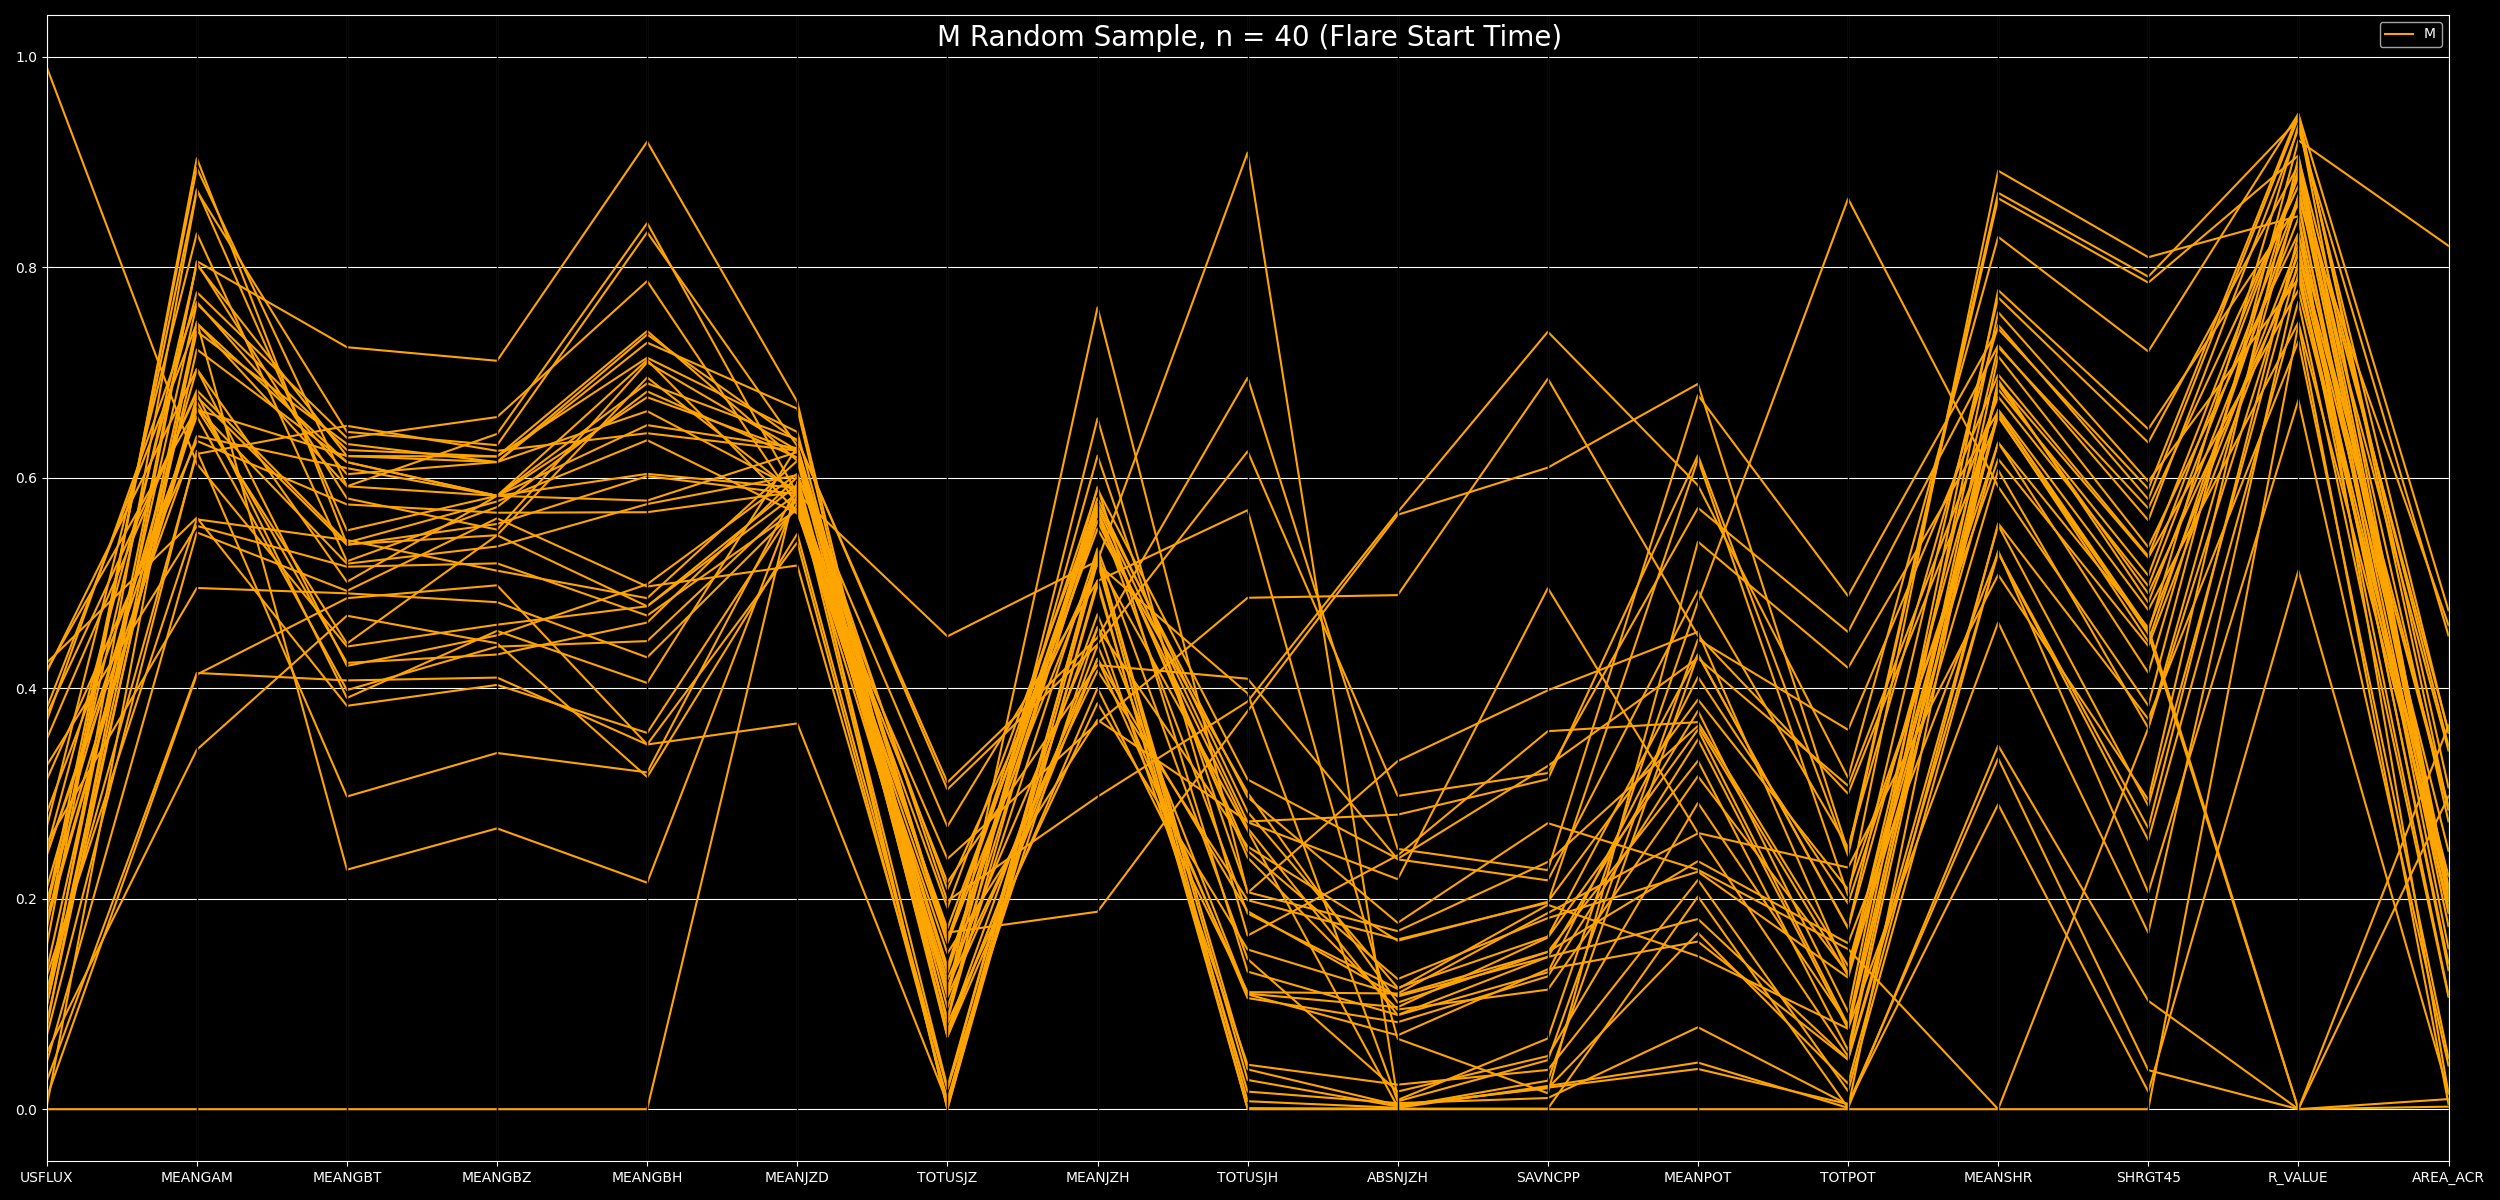 M Random Sample, n = 40 (Flare Start Time)
M
1.0
0.8
0.6
0.4
0.2
0.0
USFLUX MEANGAM MEANGBT MEANGBZ MEANGBH MEANJZD TOTUSJZ MEANJZH TOTUSJH ABSNJZH SAVNCPP MEANPOT TOTPOT MEANSHR SHRGT45 R_VALUE AREA_ACR